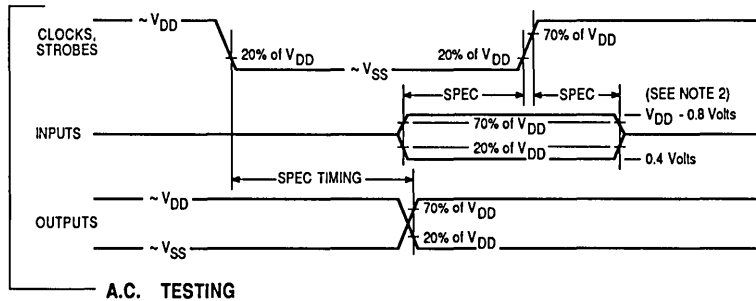 CLOCKS,
STROBES
~ VDD
20% of VDD
~ VSS
20% of VDD
70% of VDD
SPEC
SPEC
(SEE NOTE 2)
VDD - 0.8 Volts
INPUTS
70% of VDD
20% of VDD
0.4 Volts
SPEC TIMING
OUTPUTS
~ VDD
70% of VDD
20% of VDD
~ VSS
A.C. TESTING